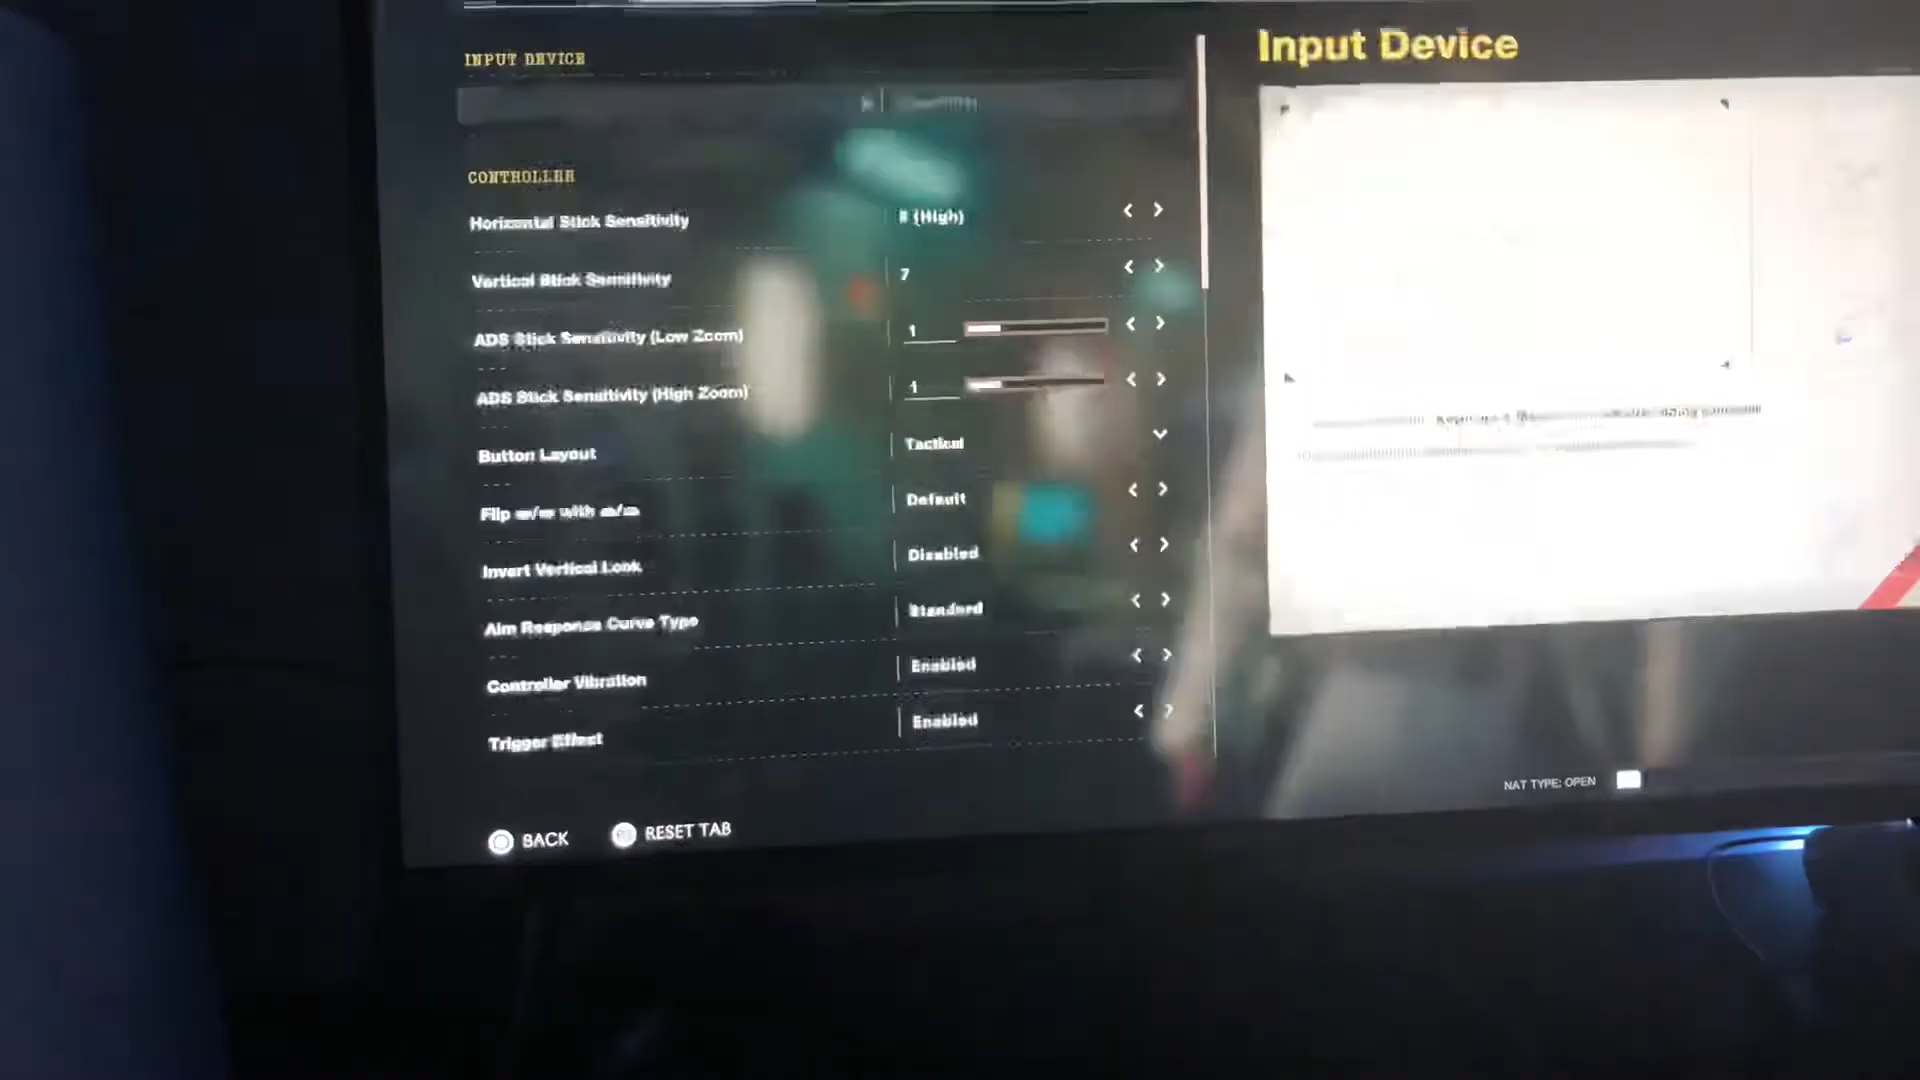 INPUT DEVICE
Input Device
CONTROLLER
Horizontal Stick Sensitivity
(High)
Vertical Stick Sensitivity
7
ADS Stick Sensitivity (Low Zoom)
1
ADS Stick Sensitivity (High Zoom)
1
Button Layout
Tactical
Flip with
Default
Invert Vertical Look
Disabled
Aim Response Curve Type
Standard
Controller Vibration
Enabled
Trigger Effect
Enabled
NAT TYPE: OPEN
BACK
RESET TAB